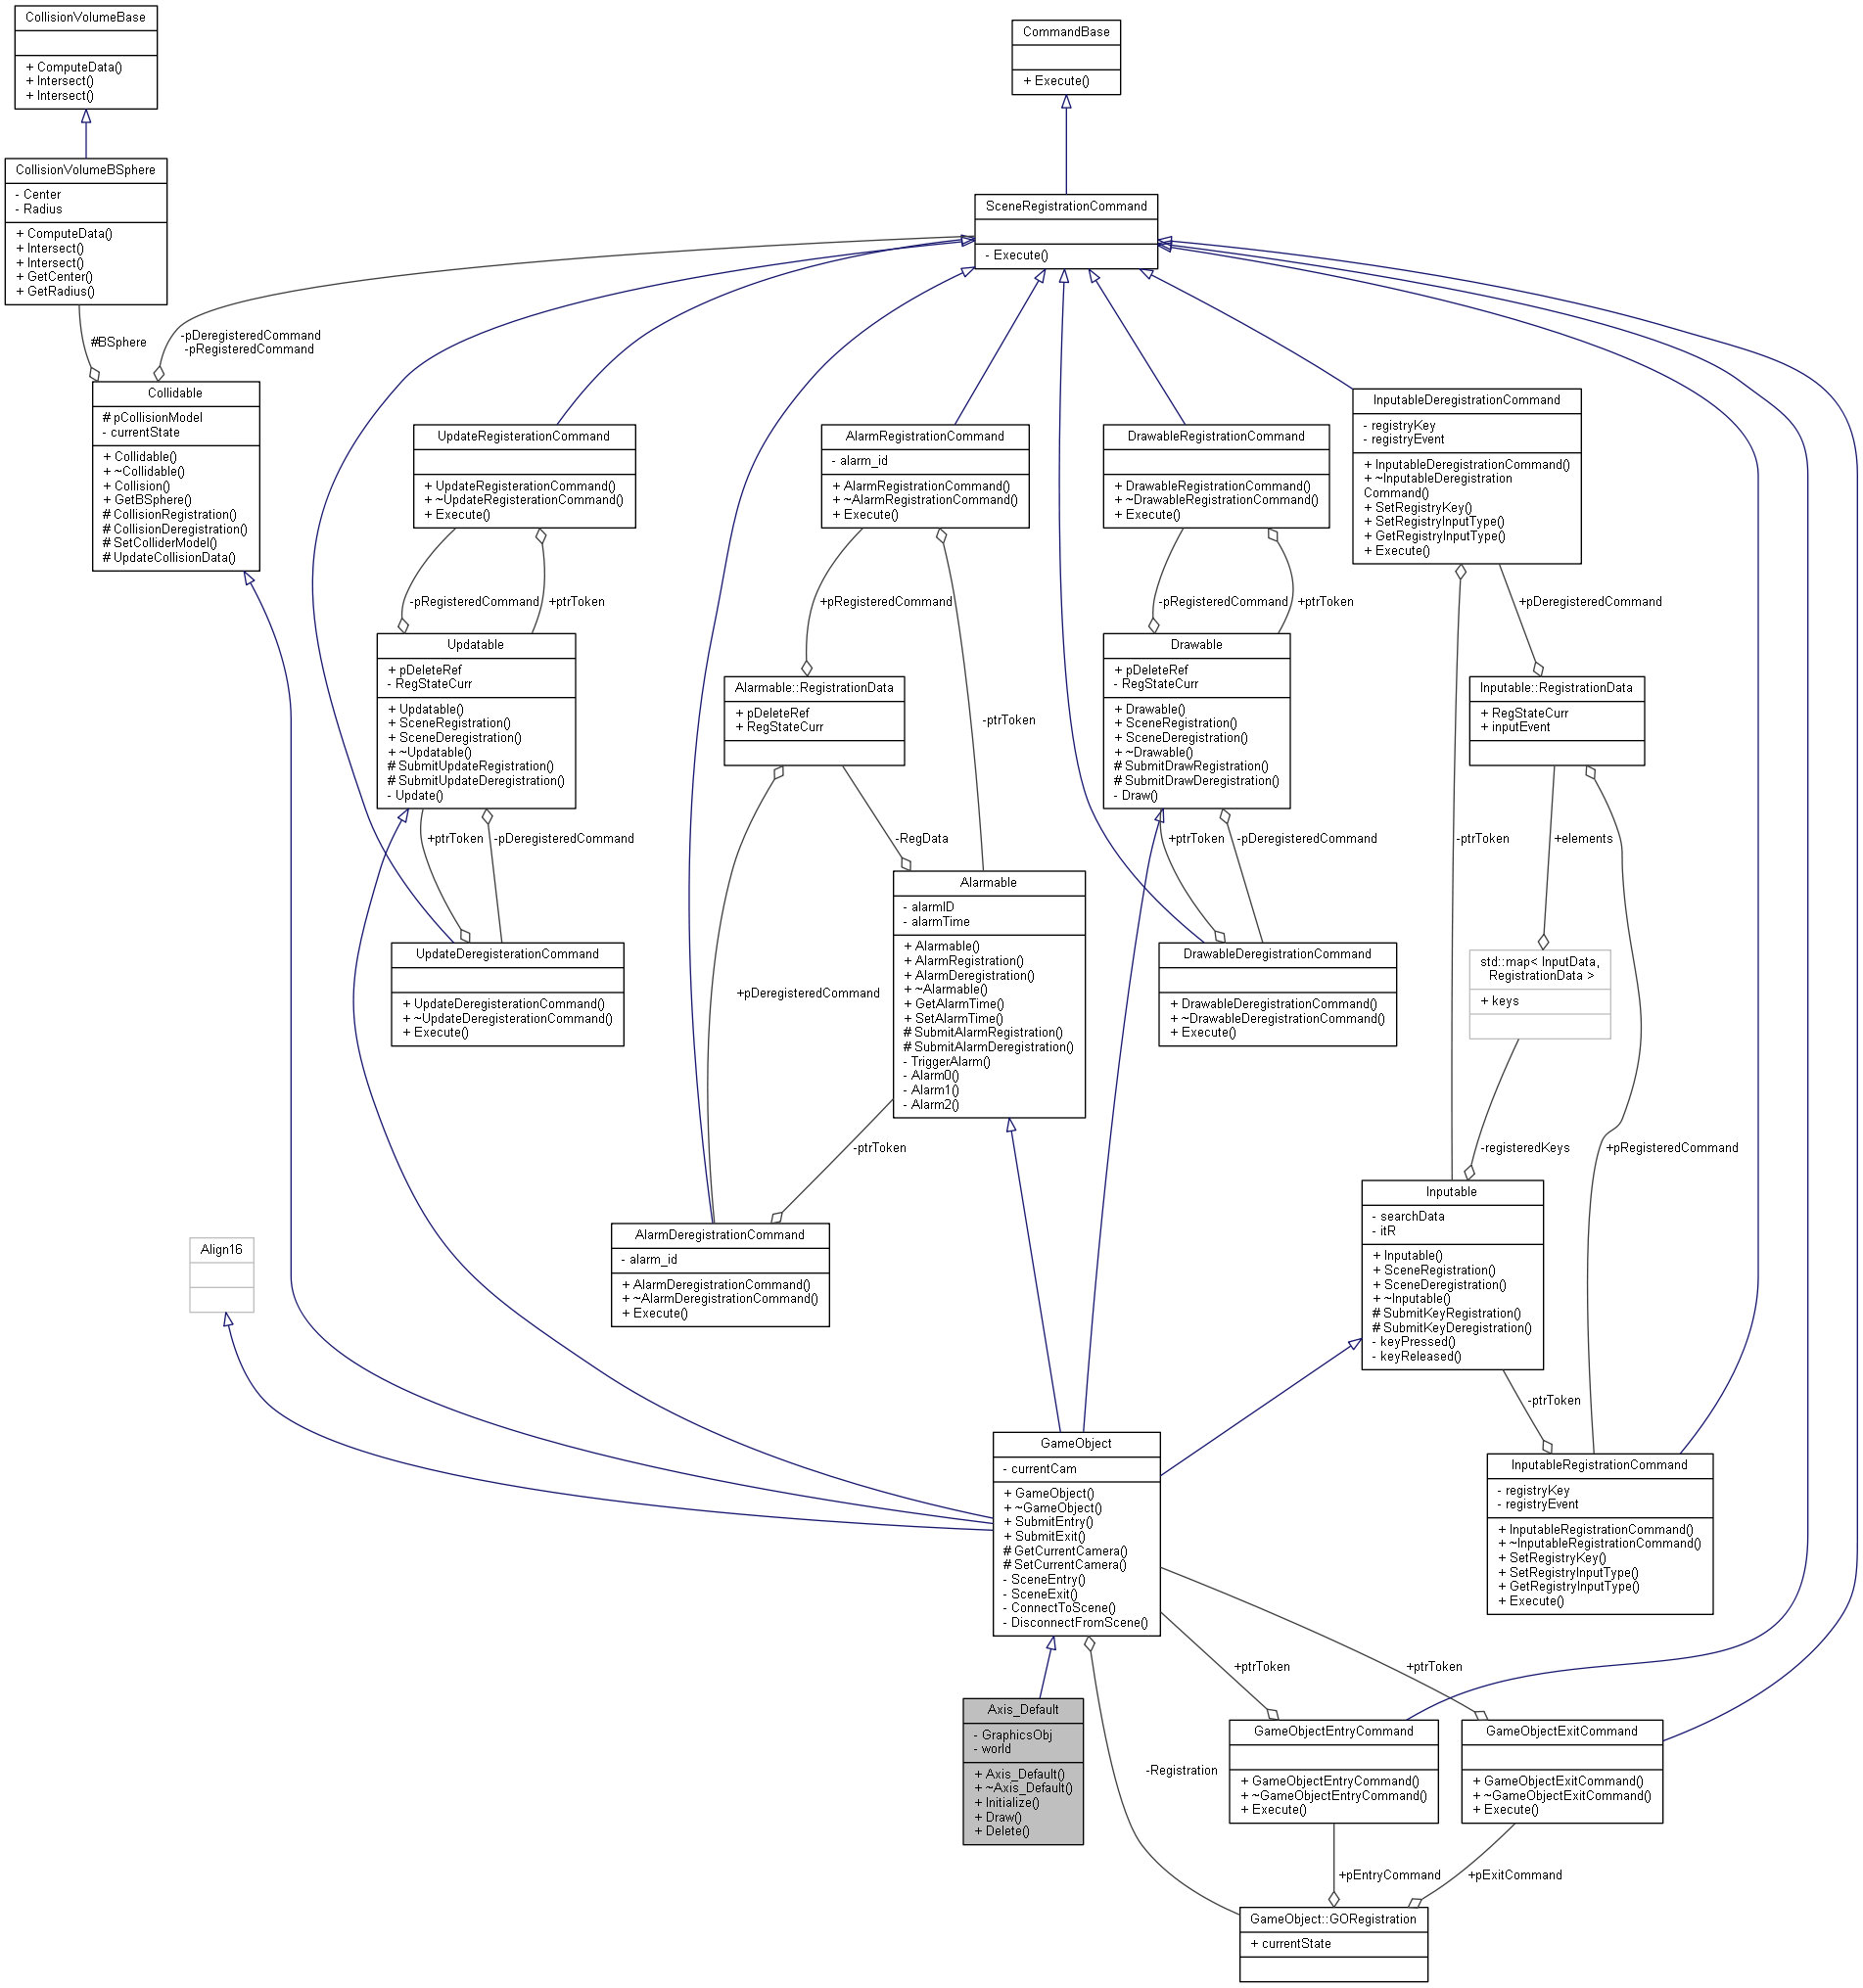 CollisionVolumeBase
+ ComputeData()
+ Intersect()
+ Intersect()
CommandBase
+ Execute()
CollisionVolumeBSphere
- Center
- Radius
+ ComputeData()
+ Intersect()
+ Intersect()
+ GetCenter()
+ GetRadius()
SceneRegistrationCommand
- Execute()
#BSphere
-pDeregisteredCommand
-pRegisteredCommand
Collidable
# pCollisionModel
- currentState
+ Collidable()
+ ~Collidable()
+ Collision()
+ GetBSphere()
# CollisionRegistration()
# CollisionDeregistration()
# SetColliderModel()
# UpdateCollisionData()
UpdateRegisterationCommand
+ UpdateRegisterationCommand()
+ ~UpdateRegisterationCommand()
+ Execute()
AlarmRegistrationCommand
- alarm_id
+ AlarmRegistrationCommand()
+ ~AlarmRegistrationCommand()
+ Execute()
DrawableRegistrationCommand
+ DrawableRegistrationCommand()
+ ~DrawableRegistrationCommand()
+ Execute()
InputableDeregistrationCommand
- registryKey
- registryEvent
+ InputableDeregistrationCommand()
+ ~InputableDeregistration
Command()
+ SetRegistryKey()
+ SetRegistryInputType()
+ GetRegistryInputType()
+ Execute()
-pRegisteredCommand
+ptrToken
+pRegisteredCommand
-pRegisteredCommand
+ptrToken
+pDeregisteredCommand
Updatable
+ pDeleteRef
- RegStateCurr
+ Updatable()
+ SceneRegistration()
+ SceneDeregistration()
+ ~Updatable()
# SubmitUpdateRegistration()
# SubmitUpdateDeregistration()
- Update()
Alarmable::RegistrationData
+ pDeleteRef
+ RegStateCurr
-ptrToken
Drawable
+ pDeleteRef
- RegStateCurr
+ Drawable()
+ SceneRegistration()
+ SceneDeregistration()
+ ~Drawable()
# SubmitDrawRegistration()
# SubmitDrawDeregistration()
- Draw()
Inputable::RegistrationData
+ RegStateCurr
+ inputEvent
+ptrToken
-pDeregisteredCommand
-RegData
+ptrToken
-pDeregisteredCommand
-ptrToken
+elements
Alarmable
- alarmID
- alarmTime
+ Alarmable()
+ AlarmRegistration()
+ AlarmDeregistration()
+ ~Alarmable()
+ GetAlarmTime()
+ SetAlarmTime()
# SubmitAlarmRegistration()
# SubmitAlarmDeregistration()
- TriggerAlarm()
- Alarm0()
- Alarm1()
- Alarm2()
UpdateDeregisterationCommand
+ UpdateDeregisterationCommand()
+ ~UpdateDeregisterationCommand()
+ Execute()
+pDeregisteredCommand
DrawableDeregistrationCommand
+ DrawableDeregistrationCommand()
+ ~DrawableDeregistrationCommand()
+ Execute()
std::map< InputData,
RegistrationData >
+ keys
-ptrToken
-registeredKeys
+pRegisteredCommand
Inputable
- searchData
- itR
+ Inputable()
+ SceneRegistration()
+ SceneDeregistration()
+ ~Inputable()
# SubmitKeyRegistration()
# SubmitKeyDeregistration()
- keyPressed()
- keyReleased()
Align16
AlarmDeregistrationCommand
- alarm_id
+ AlarmDeregistrationCommand()
+ ~AlarmDeregistrationCommand()
+ Execute()
-ptrToken
GameObject
- currentCam
+ GameObject()
+ ~GameObject()
+ SubmitEntry()
+ SubmitExit()
# GetCurrentCamera()
# SetCurrentCamera()
- SceneEntry()
- SceneExit()
- ConnectToScene()
- DisconnectFromScene()
InputableRegistrationCommand
- registryKey
- registryEvent
+ InputableRegistrationCommand()
+ ~InputableRegistrationCommand()
+ SetRegistryKey()
+ SetRegistryInputType()
+ GetRegistryInputType()
+ Execute()
+ptrToken
+ptrToken
Axis_Default
- GraphicsObj
- world
+ Axis_Default()
+ ~Axis_Default()
+ Initialize()
+ Draw()
+ Delete()
-Registration
GameObjectEntryCommand
+ GameObjectEntryCommand()
+ ~GameObjectEntryCommand()
+ Execute()
GameObjectExitCommand
+ GameObjectExitCommand()
+ ~GameObjectExitCommand()
+ Execute()
+pEntryCommand
+pExitCommand
GameObject::GORegistration
+ currentState